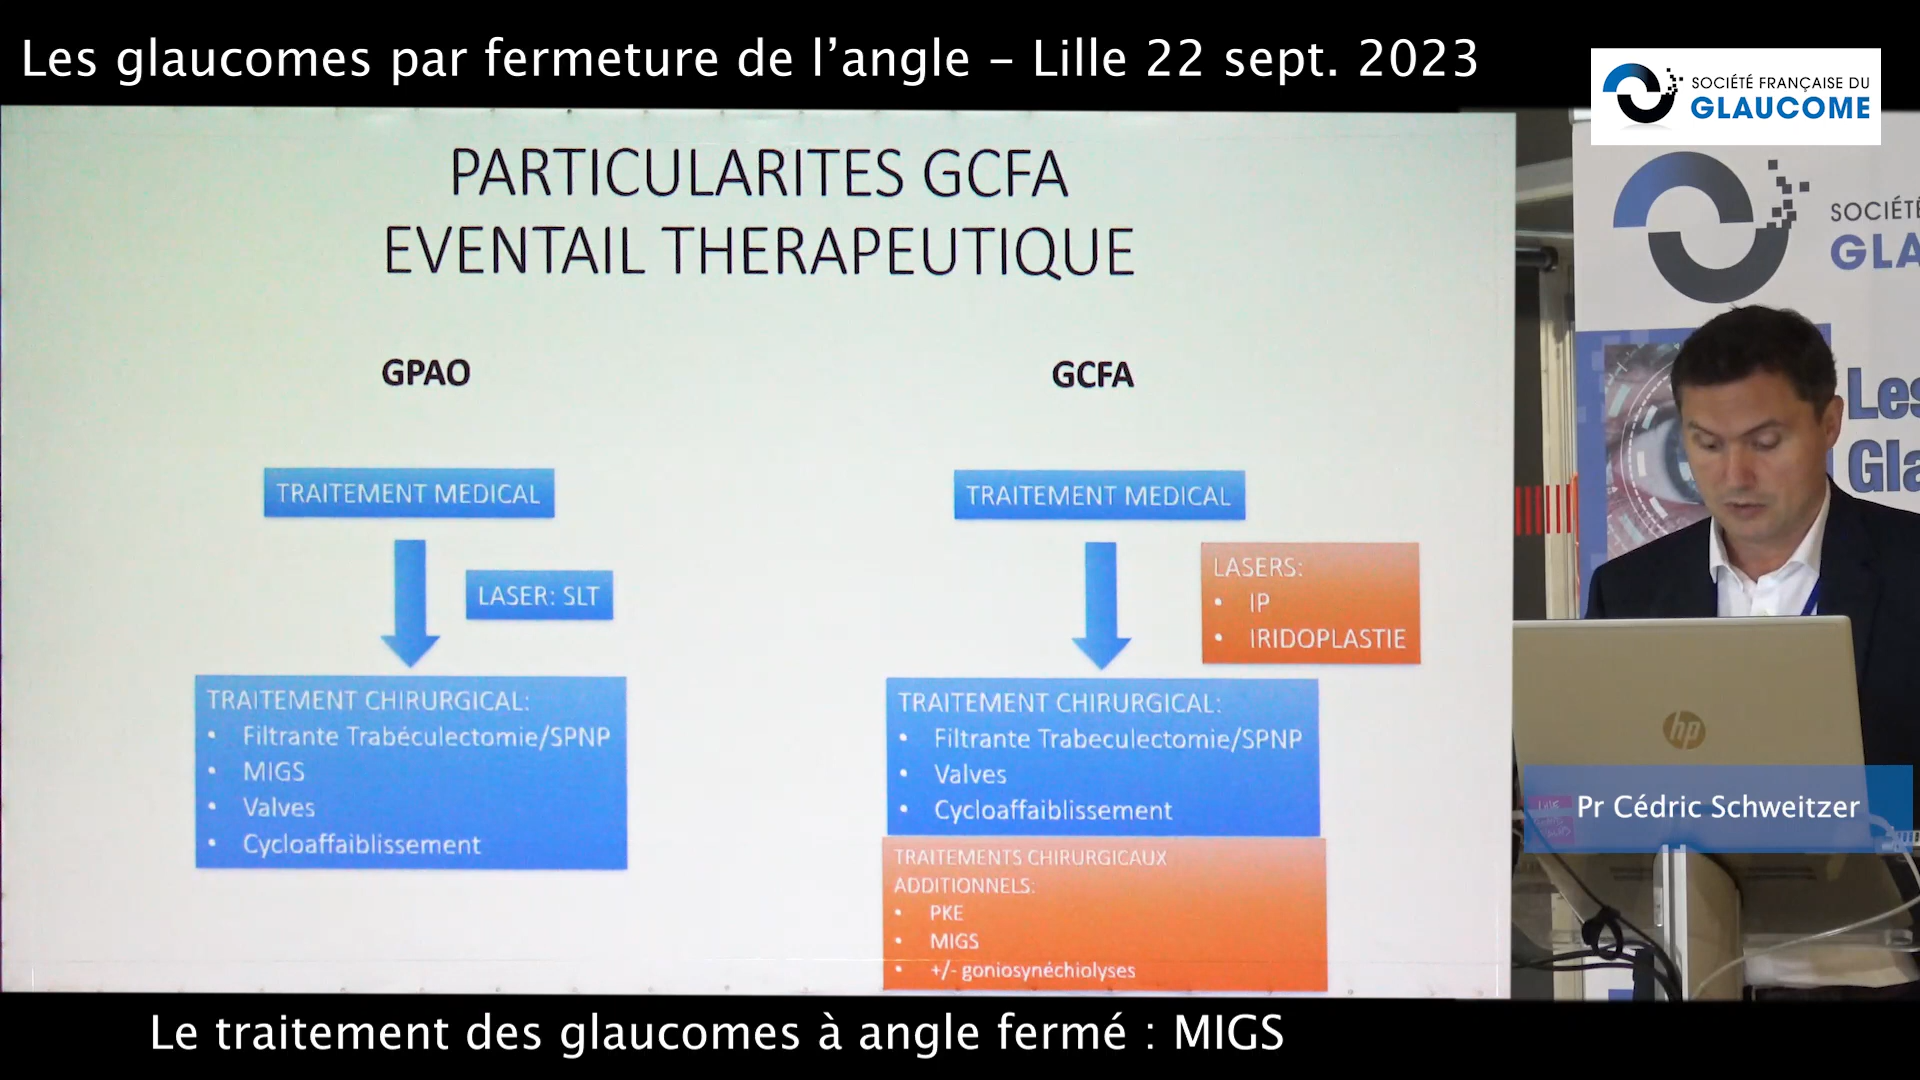 Les glaucomes par fermeture de l'angle – Lille 22 sept. 2023
SOCIÉTÉ FRANÇAISE DU
GLAUCOME
PARTICULARITES GCFA
EVENTAIL THERAPEUTIQUE
GPAO
TRAITEMENT MEDICAL
LASER: SLT
TRAITEMENT CHIRURGICAL:
• Filtrante Trabéculectomie/SPNP
• MIGS
• Valves
• Cycloaffaiblissement
GCFA
TRAITEMENT MEDICAL
LASERS:
• IP
• IRIDOPLASTIE
TRAITEMENT CHIRURGICAL:
• Filtrante Trabeculectomie/SPNP
• Valves
• Cycloaffaiblissement
TRAITEMENTS CHIRURGICAUX
ADDITIONNELS:
• PKE
• MIGS
• +/- goniosynéchiolyses
SOCIÉTÉ
GLA
Les
Gla
hp
Pr Cédric Schweitzer
Le traitement des glaucomes à angle fermé : MIGS